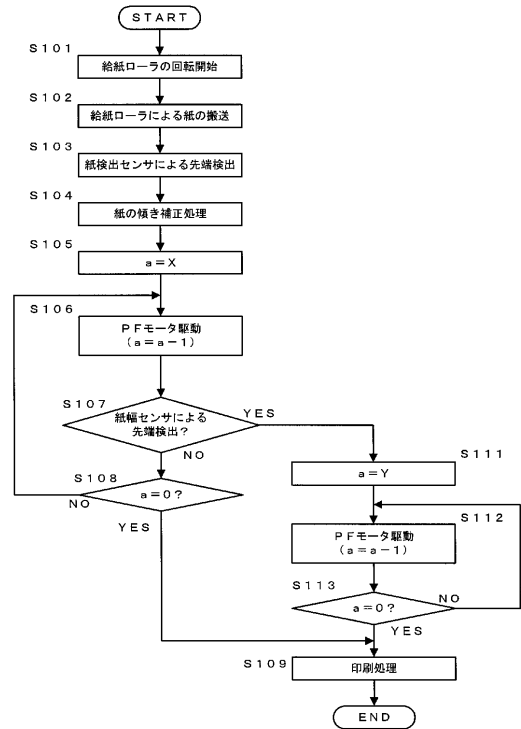 START
S101
給紙ローラの回転開始
S102
給紙ローラによる紙の搬送
S103
紙検出センサによる先端検出
S104
紙の傾き補正処理
S105
a=X
S106
PFモータ駆動
(a=a-1)
S107
紙幅センサによる
先端検出?
YES
NO
S108
a=0?
NO
YES
S111
a=Y
S112
PFモータ駆動
(a=a-1)
S113
a=0?
NO
YES
S109
印刷処理
END